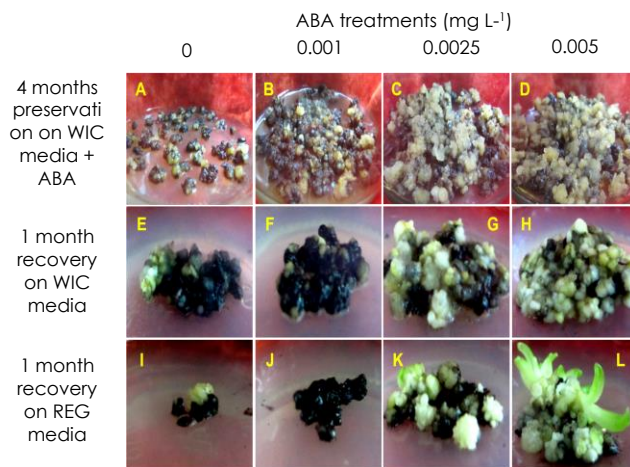 ABA treatments (mg L-1)
0 0.001 0.0025 0.005
4 months
preservati
on on WIC
media +
ABA
A B C D
1 month
recovery
on WIC
media
E F G H
1 month
recovery
on REG
media
I J K L